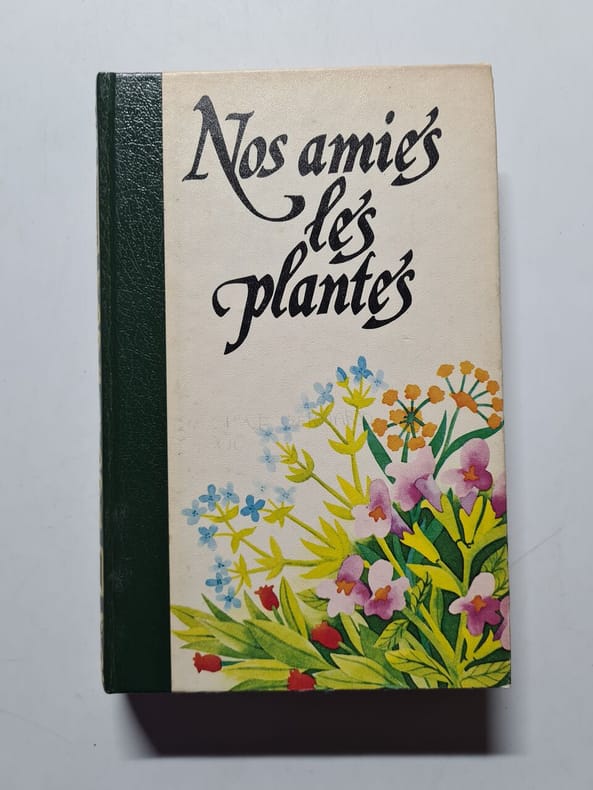 Nos amies
les
plantes